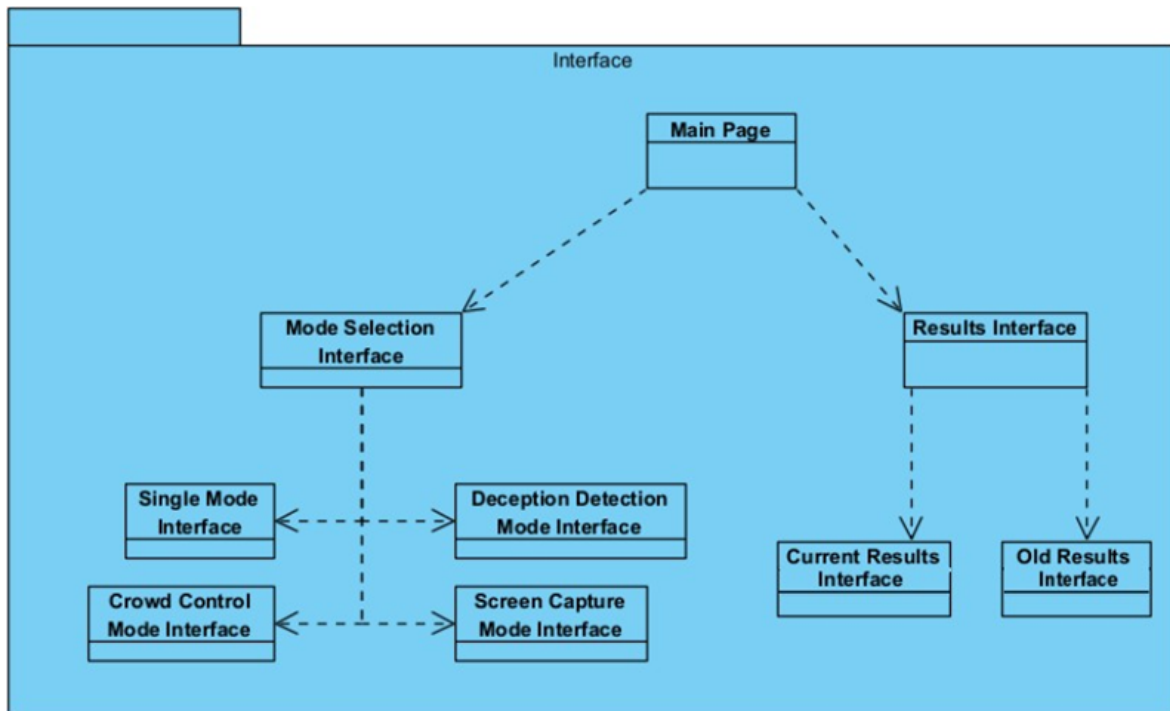 Interface
Main Page
Mode Selection
Interface
Results Interface
Single Mode
Interface
Deception Detection
Mode Interface
Crowd Control
Mode Interface
Screen Capture
Mode Interface
Current Results
Interface
Old Results
Interface